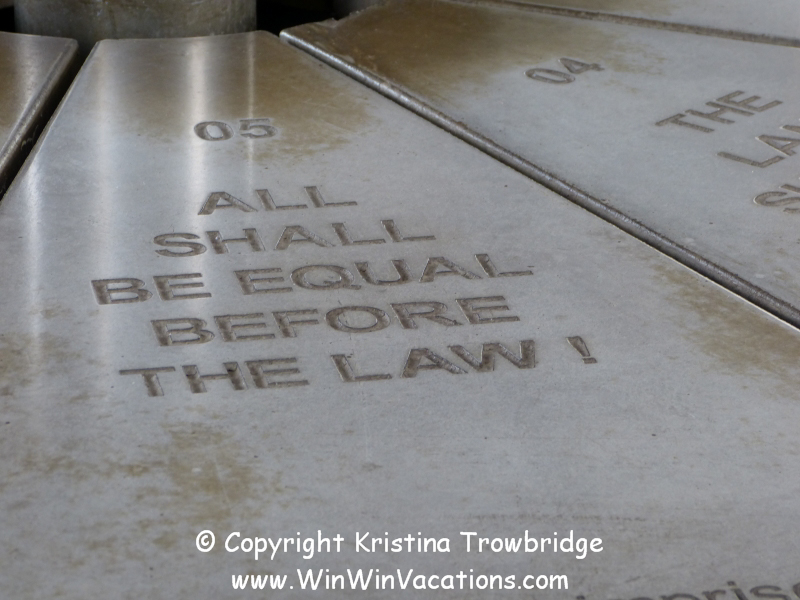 05
ALL
SHALL
BE EQUAL
BEFORE
THE LAW !
04
THE
© Copyright Kristina Trowbridge
www.WinWinVacations.com